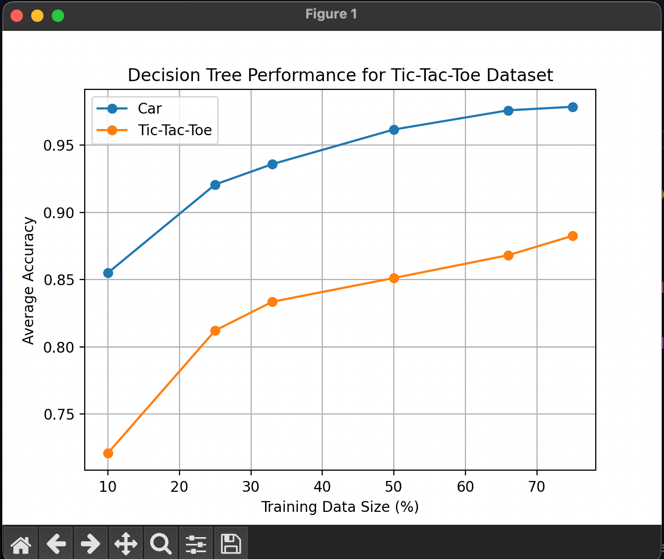 Figure 1
Decision Tree Performance for Tic-Tac-Toe Dataset
Car
Tic-Tac-Toe
0.95
0.90
0.85
0.80
0.75
Average Accuracy
10 20 30 40 50 60 70
Training Data Size (%)